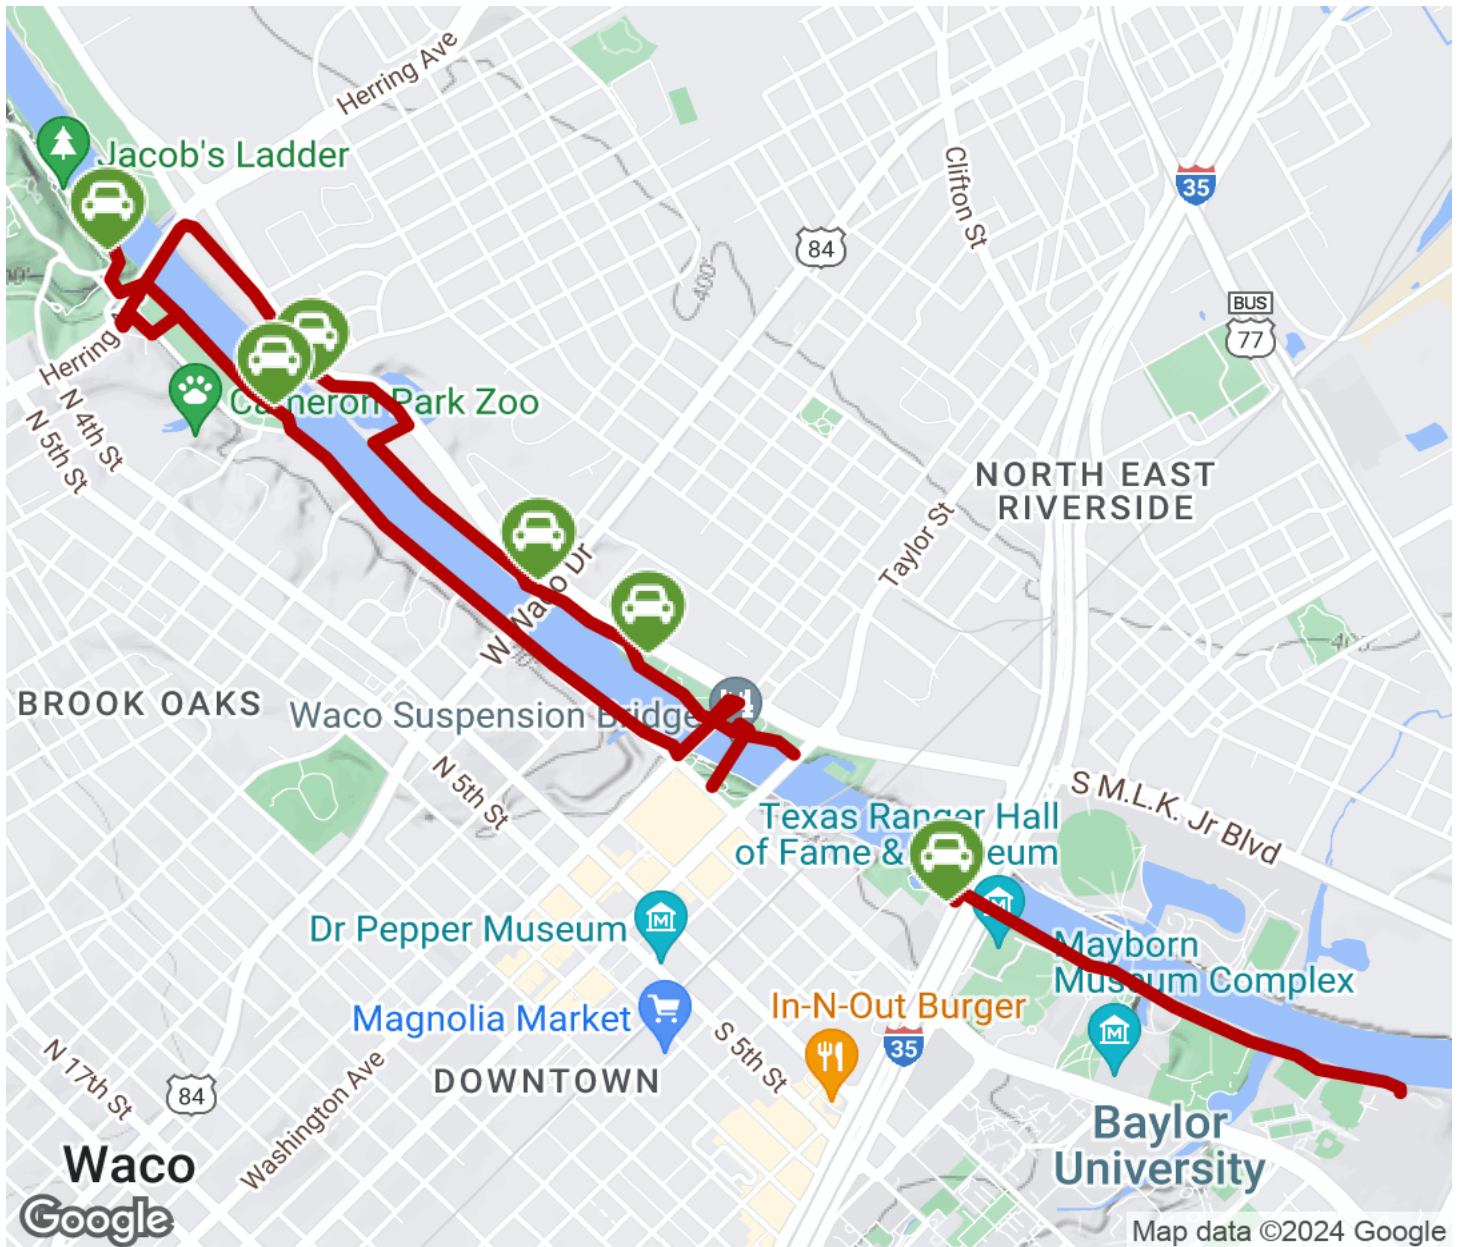 Herring Ave
Jacob's Ladder
Clifton St
35
84
400'
BUS
77
Herring A
Cameron Park Zoo
N 4th St
N 5th St
NORTH EAST
RIVERSIDE
Taylor St
W Waco Dr
400'
BROOK OAKS
Waco Suspension Bridge
N 5th St
S M.L.K. Jr Blvd
Texas Ranger Hall
of Fame & eum
Dr Pepper Museum
Mayborn
Museum Complex
Magnolia Market
In-N-Out Burger
35
S 5th St
N 17th St
84
DOWNTOWN
Washington Ave
Baylor
University
Waco
Google
Map data ©2024 Google